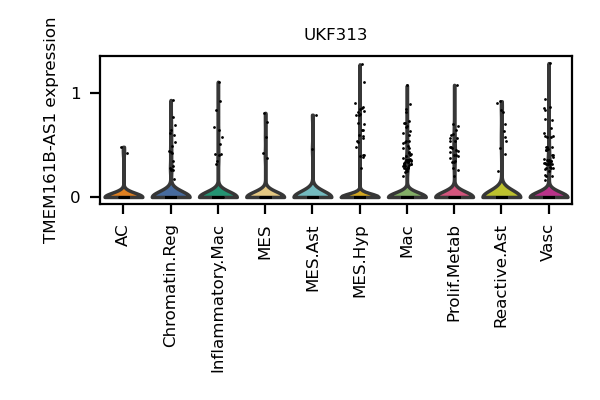 UKF313
TMEM161B-AS1 expression
1
0
AC
Chromatin.Reg
Inflammatory.Mac
MES
MES.Ast
MES.Hyp
Mac
Prolif.Metab
Reactive.Ast
Vasc